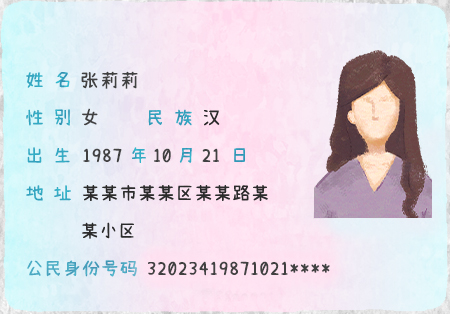 姓名 张莉莉
性别 女 民族 汉
出生 1987 年 10 月 21 日
地址 某某市某某区某某路某
某小区
公民身份号码 32023419871021****